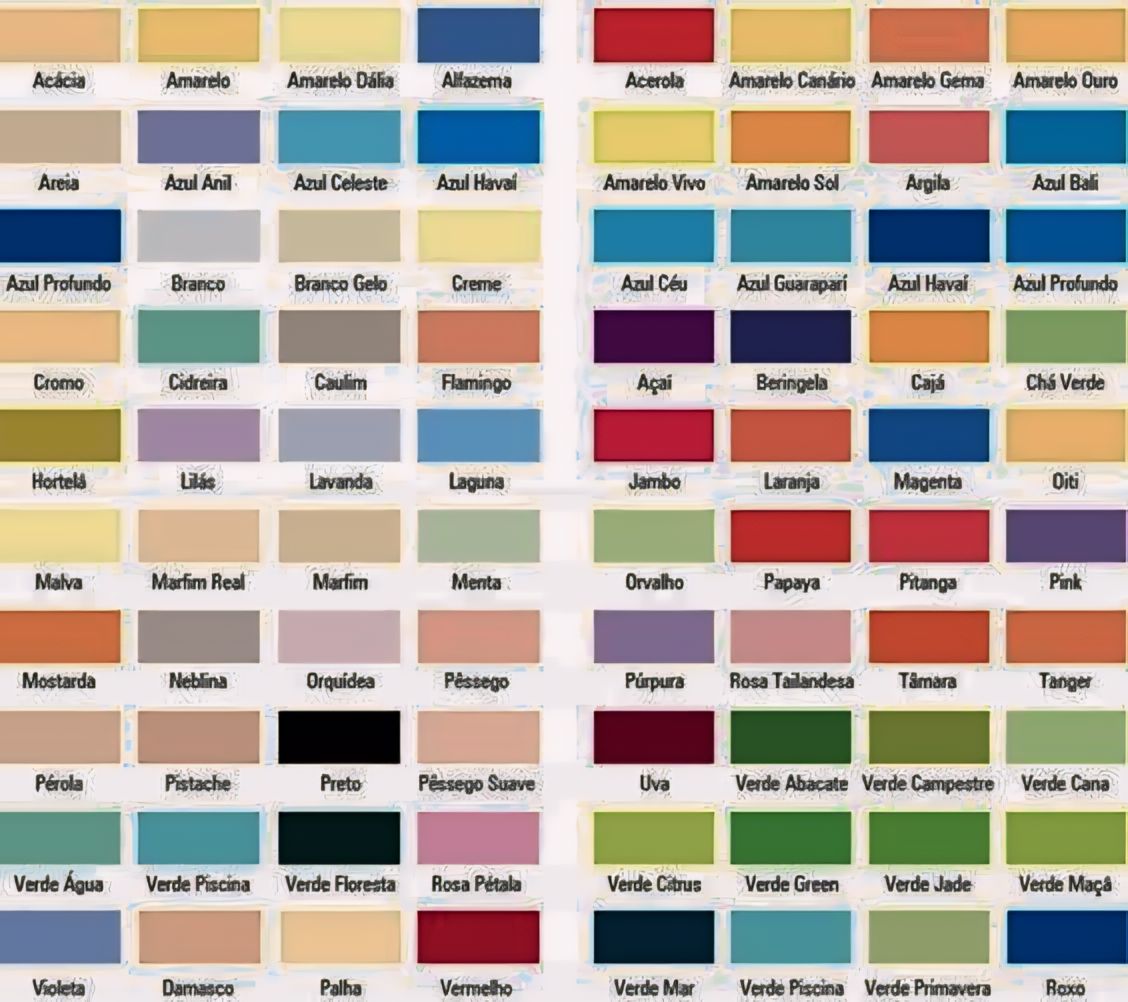 Acácia Amarelo Amarelo Dália Alfazema Acerola Amarelo Canário Amarelo Gema Amarelo Ouro
Areia Azul Anil Azul Celeste Azul Havaí Amarelo Vivo Amarelo Sol Argila Azul Bali
Azul Profundo Branco Branco Gelo Creme Azul Céu Azul Guarapari Azul Havaí Azul Profundo
Cromo Cidreira Caulim Flamingo Açaí Beringela Cajá Chá Verde
Hortelã Lilás Lavanda Laguna Jambo Laranja Magenta Oiti
Malva Marfim Real Marfim Menta Orvalho Papaya Pitanga Pink
Mostarda Neblina Orquídea Pêssego Púrpura Rosa Tailandesa Tâmara Tanger
Pérola Pistache Preto Pêssego Suave Uva Verde Abacate Verde Campestre Verde Cana
Verde Água Verde Piscina Verde Floresta Rosa Pétala Verde Citrus Verde Green Verde Jade Verde Maçã
Violeta Damasco Palha Vermelho Verde Mar Verde Piscina Verde Primavera Roxo